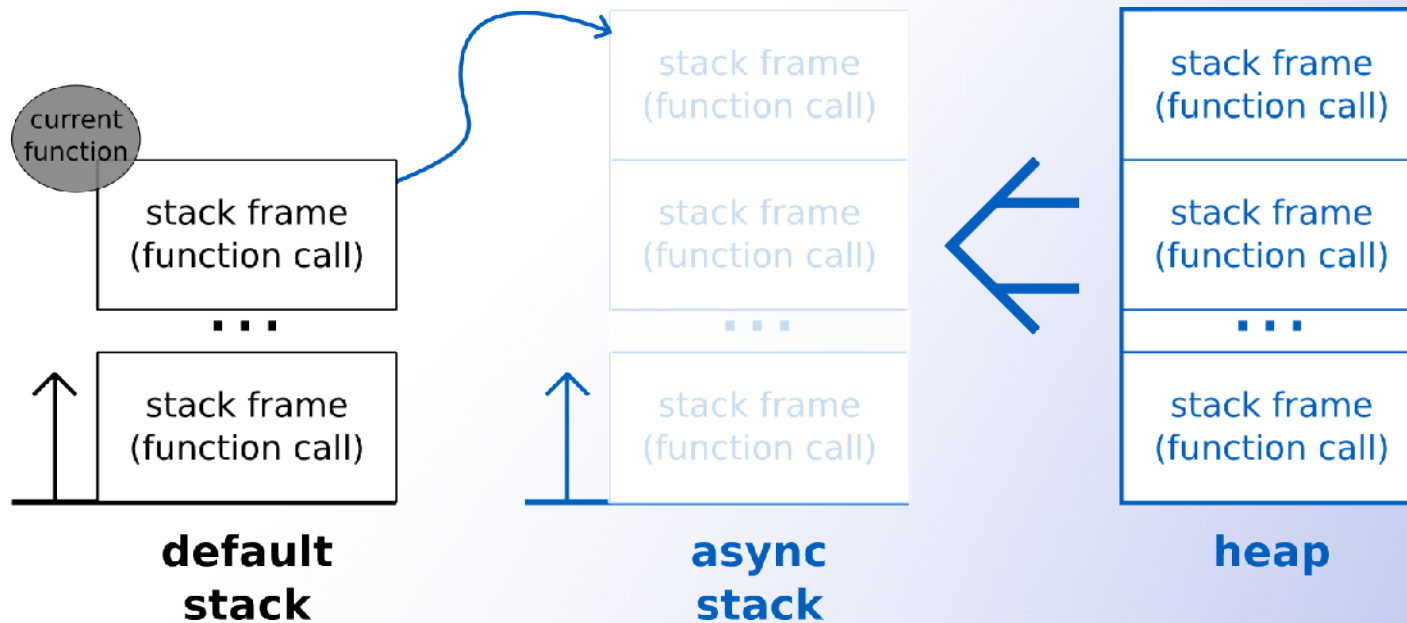 current
function
stack frame
(function call)
...
stack frame
(function call)
default
stack
stack frame
(function call)
stack frame
(function call)
...
stack frame
(function call)
async
stack
stack frame
(function call)
stack frame
(function call)
...
stack frame
(function call)
heap